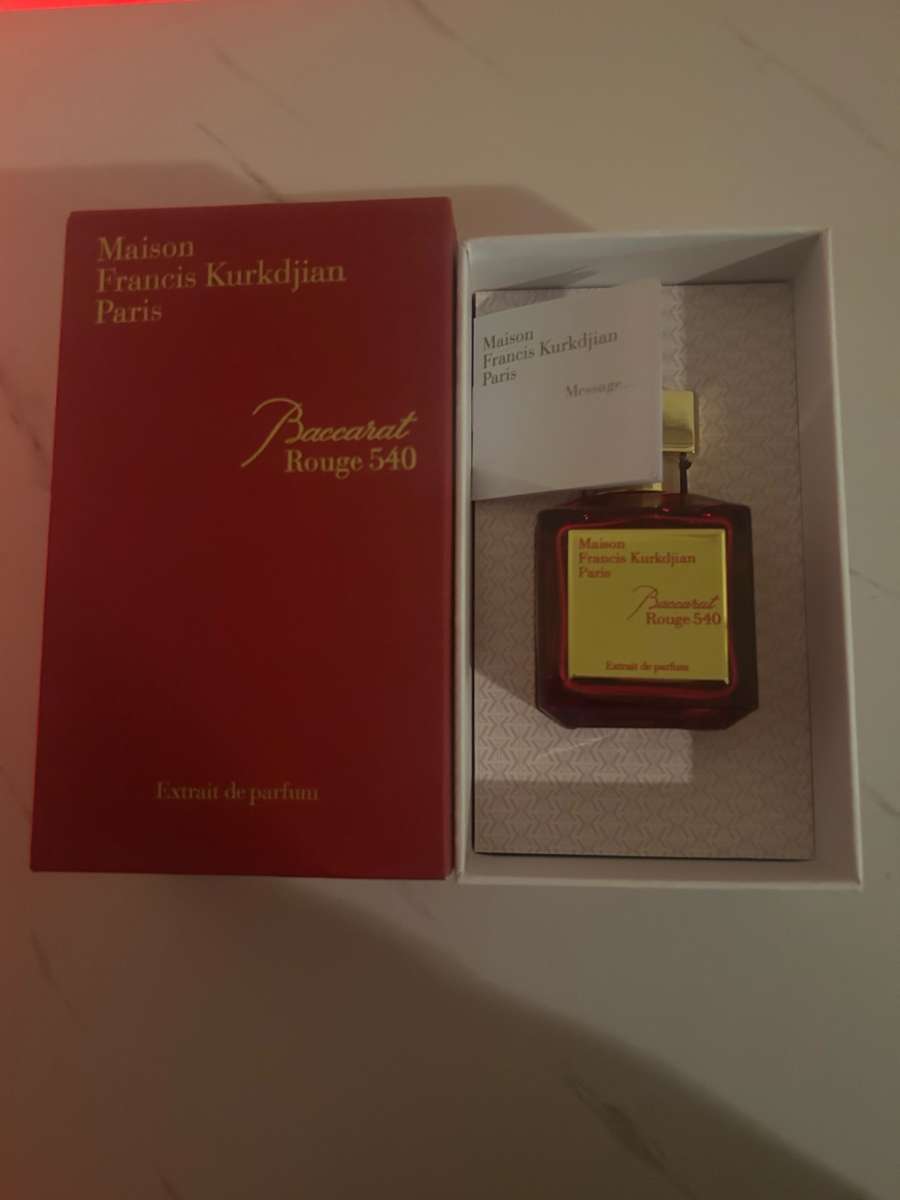 Maison
Francis Kurkdjian
Paris
Baccarat
Rouge 540
Extrait de parfum
Maison
Francis Kurkdjian
Paris
Message...
Maison
Francis Kurkdjian
Paris
Baccarat
Rouge 540
Extrait de parfum